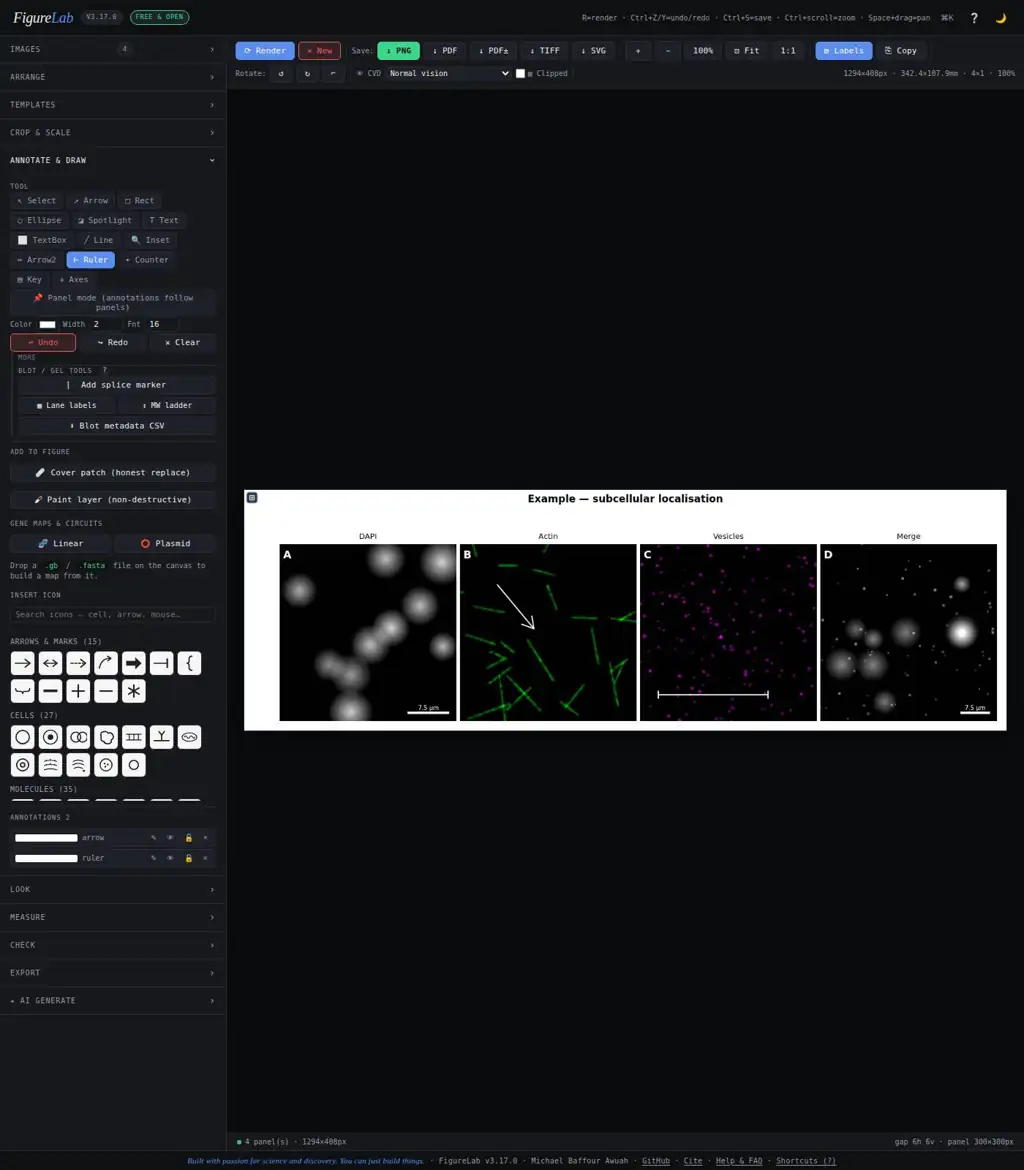 FigureLab V3.17.0 FREE & OPEN
R=render · Ctrl+Z/Y=undo/redo · Ctrl+S=save · Ctrl+scroll=zoom · Space+drag=pan ⌘K ?
IMAGES 4
ARRANGE
TEMPLATES
CROP & SCALE
ANNOTATE & DRAW
TOOL
Select Arrow Rect
Ellipse Spotlight T Text
TextBox Line Inset
Arrow2 Ruler Counter
Key Axes
Panel mode (annotations follow
panels)
Color Width 2 Fnt 16
Undo Redo × Clear
MORE
BLOT / GEL TOOLS ?
Add splice marker
Lane labels MW ladder
Blot metadata CSV
ADD TO FIGURE
Cover patch (honest replace)
Paint layer (non-destructive)
GENE MAPS & CIRCUITS
Linear Plasmid
Drop a .gb / .fasta file on the canvas to
build a map from it.
INSERT ICON
Search icons — cell, arrow, mouse…
ARROWS & MARKS (15)
CELLS (27)
MOLECULES (35)
ANNOTATIONS 2
arrow
ruler
LOOK
MEASURE
CHECK
EXPORT
AI GENERATE
⟳ Render × New Save: ↓ PNG ↓ PDF ↓ PDF± ↓ TIFF ↓ SVG + − 100% Fit 1:1 Labels Copy
Rotate: ↺ ↻ CVD Normal vision Clipped
1294×408px · 342.4×107.9mm · 4×1 · 100%
Example — subcellular localisation
DAPI Actin Vesicles Merge
A B C D
7.5 µm 7.5 µm
4 panel(s) · 1294×408px
gap 6h 6v · panel 300×300px
Built with passion for science and discovery. You can just build things. · FigureLab v3.17.0 · Michael Baffour Awuah · GitHub · Cite · Help & FAQ · Shortcuts (?)